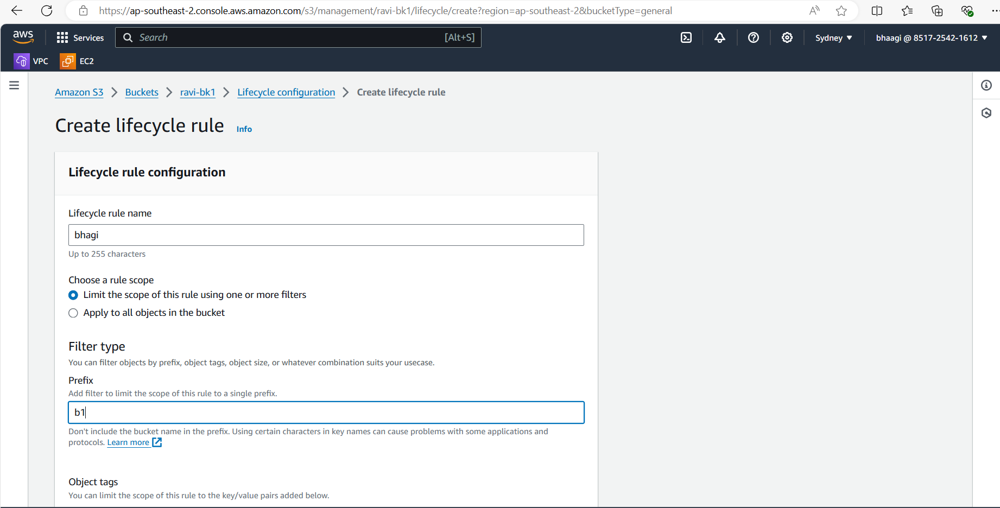 https://ap-southeast-2.console.aws.amazon.com/s3/management/ravi-bk1/lifecycle/create?region=ap-southeast-2&bucketType=general
aws Services Search [Alt+S] Sydney bhaagi @ 8517-2542-1612
VPC EC2
Amazon S3 Buckets ravi-bk1 Lifecycle configuration Create lifecycle rule
Create lifecycle rule Info
Lifecycle rule configuration
Lifecycle rule name
bhagi
Up to 255 characters
Choose a rule scope
Limit the scope of this rule using one or more filters
Apply to all objects in the bucket
Filter type
You can filter objects by prefix, object tags, object size, or whatever combination suits your usecase.
Prefix
Add filter to limit the scope of this rule to a single prefix.
b1
Don't include the bucket name in the prefix. Using certain characters in key names can cause problems with some applications and
protocols. Learn more
Object tags
You can limit the scope of this rule to the key/value pairs added below.